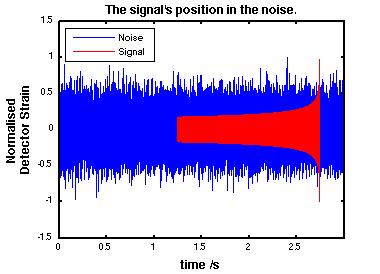 The signal's position in the noise.
1.5
Noise
Signal
1
0.5
0
-0.5
-1
-1.5
Normalised
Detector Strain
0 0.5 1 1.5 2 2.5
time /s